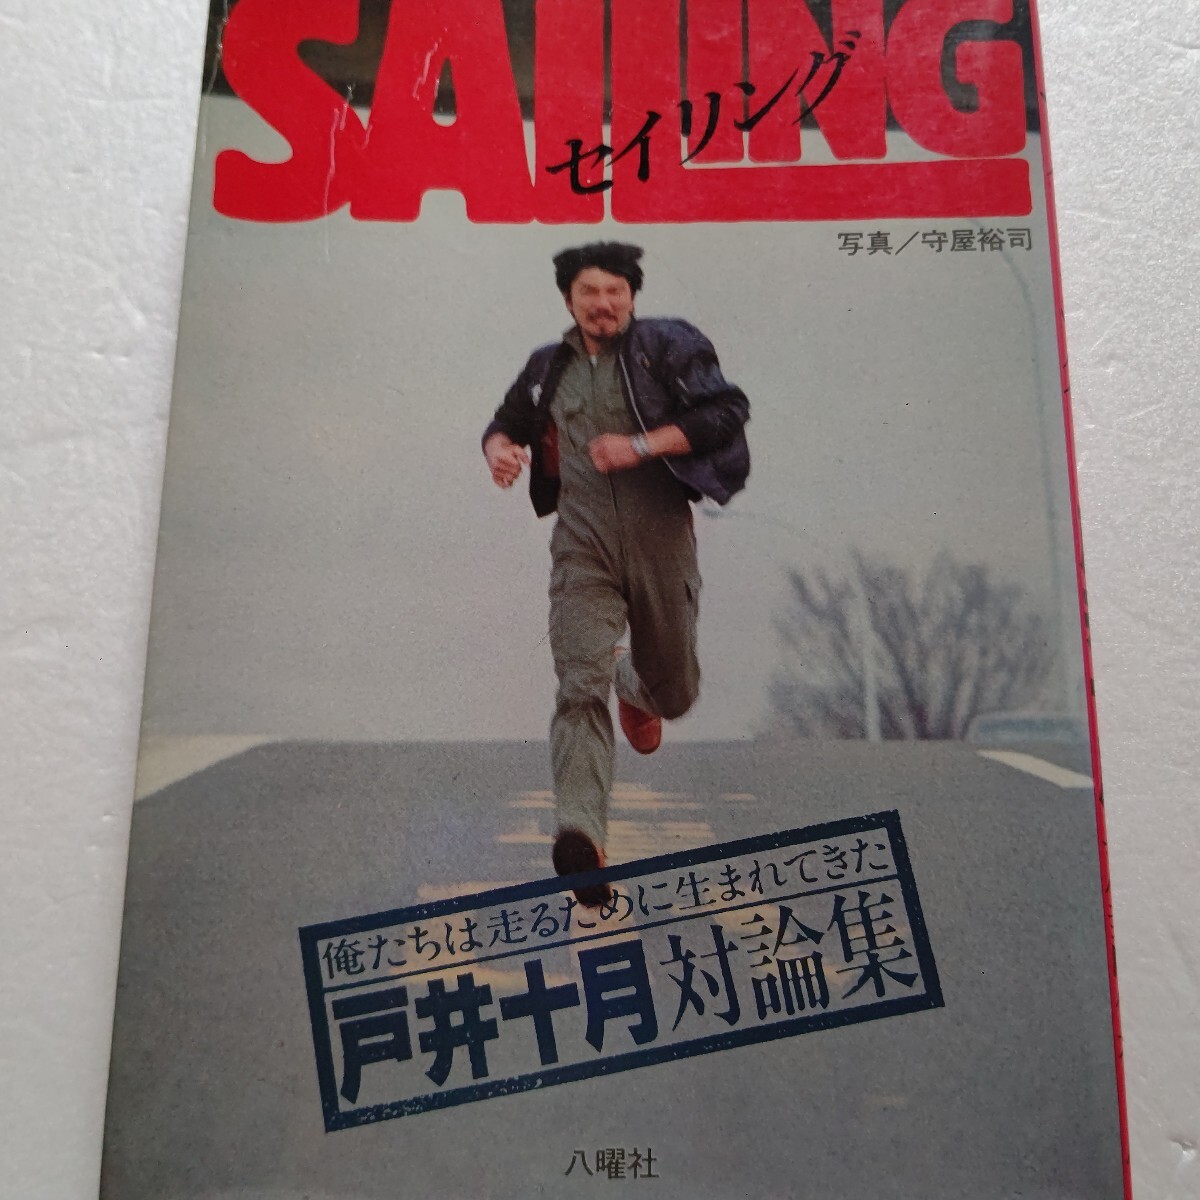 SAILING
セイリング
写真／守屋裕司
俺たちは走るために生まれてきた
戸井十月対論集
八曜社